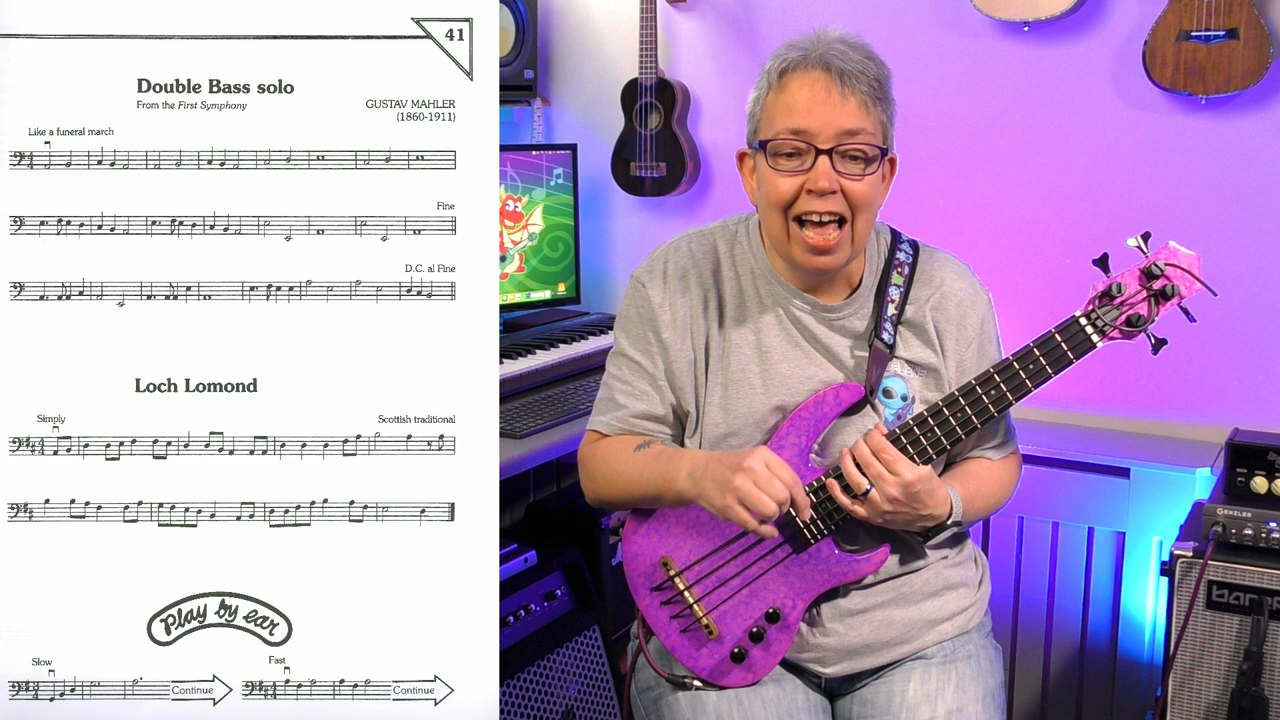 41
Double Bass solo
From the First Symphony
GUSTAV MAHLER
(1860-1911)
Like a funeral march
Fine
D.C. al Fine
Loch Lomond
Simply
Scottish traditional
Play by ear
Slow
Continue
Fast
Continue
GENZLER